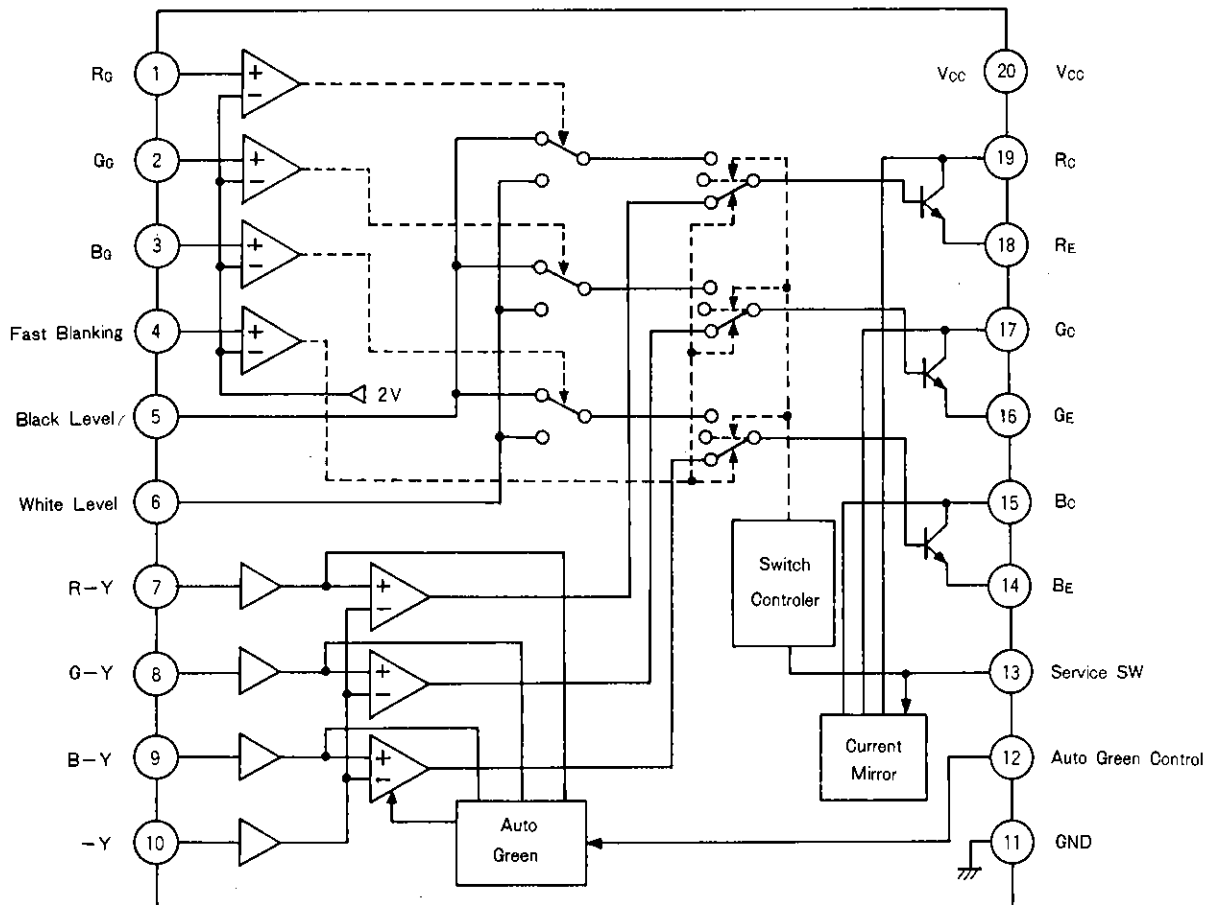 RG 1 + −
GG 2 + −
BG 3 + −
Fast Blanking 4 + −
2V
Black Level 5
White Level 6
R−Y 7 + −
G−Y 8 + −
B−Y 9 + −
−Y 10
Auto
Green
Switch
Controler
Current
Mirror
VCC 20 VCC
19 RC
18 RE
17 GC
16 GE
15 BC
14 BE
13 Service SW
12 Auto Green Control
11 GND